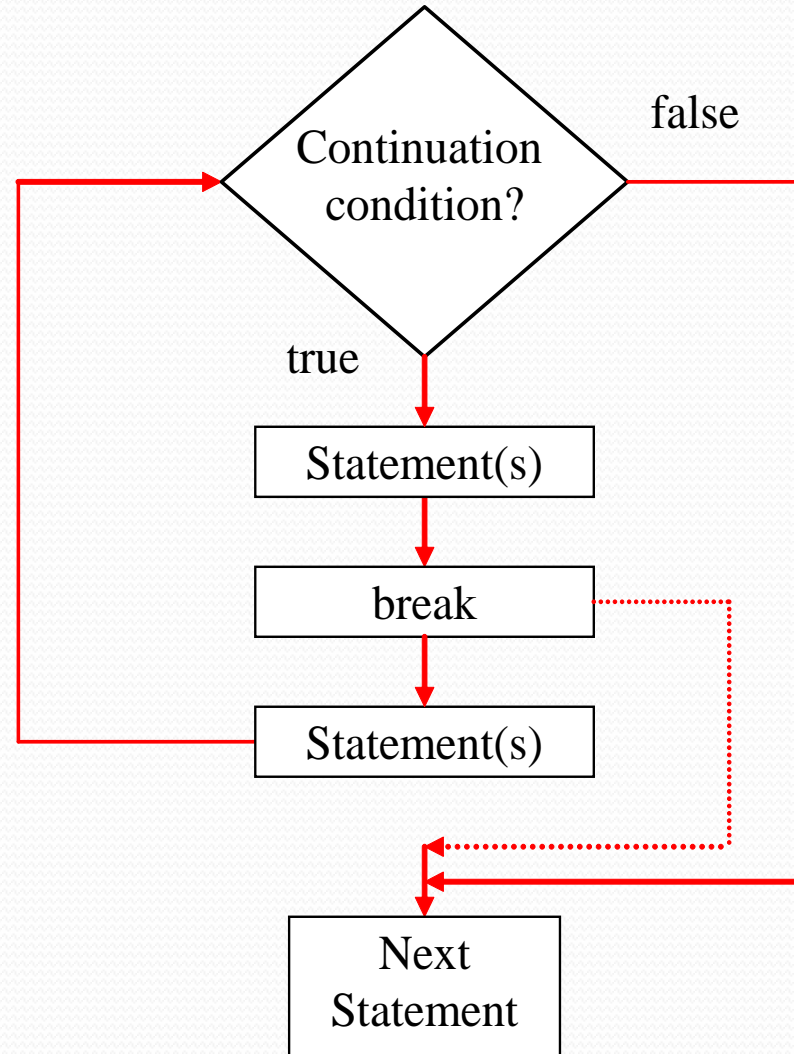 false
Continuation
condition?
true
Statement(s)
break
Statement(s)
Next
Statement